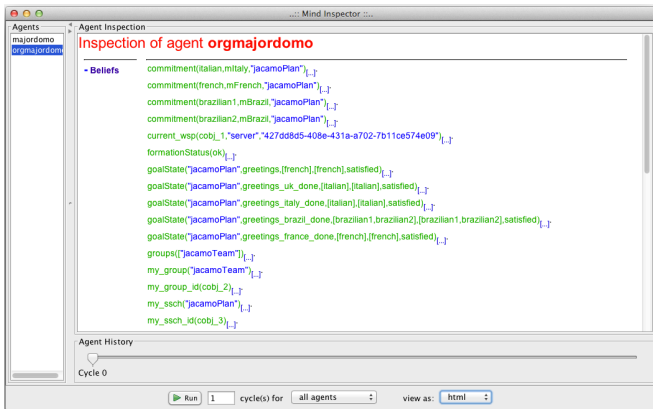 ..:: Mind Inspector ::..
Agents
majordomo
orgmajordomo
Agent Inspection
Inspection of agent orgmajordomo
- Beliefs
commitment(italian,mItaly,"jacamoPlan")[...].
commitment(french,mFrench,"jacamoPlan")[...].
commitment(brazilian1,mBrazil,"jacamoPlan")[...].
commitment(brazilian2,mBrazil,"jacamoPlan")[...].
current_wsp(cobj_1,"server","427dd8d5-408e-431a-a702-7b11ce574e09")[...].
formationStatus(ok)[...].
goalState("jacamoPlan",greetings,[french],[french],satisfied)[...].
goalState("jacamoPlan",greetings_uk_done,[italian],[italian],satisfied)[...].
goalState("jacamoPlan",greetings_italy_done,[italian],[italian],satisfied)[...].
goalState("jacamoPlan",greetings_brazil_done,[brazilian1,brazilian2],[brazilian1,brazilian2],satisfied)[...].
goalState("jacamoPlan",greetings_france_done,[french],[french],satisfied)[...].
groups(["jacamoTeam"])[...].
my_group("jacamoTeam")[...].
my_group_id(cobj_2)[...].
my_ssch("jacamoPlan")[...].
my_ssch_id(cobj_3)[...].
Agent History
Cycle 0
Run 1 cycle(s) for all agents view as: html